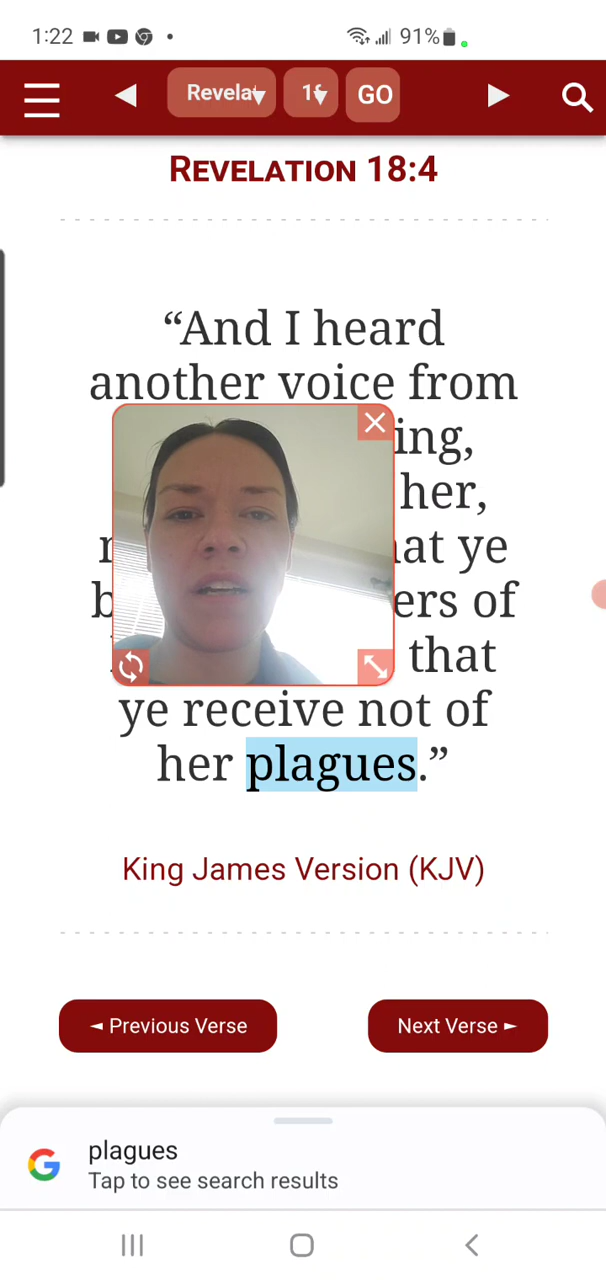 1:22 91%
Revelat GO
REVELATION 18:4
“And I heard
another voice from
ing,
her,
at ye
ers of
that
ye receive not of
her plagues.”
King James Version (KJV)
◄ Previous Verse Next Verse ►
plagues
Tap to see search results